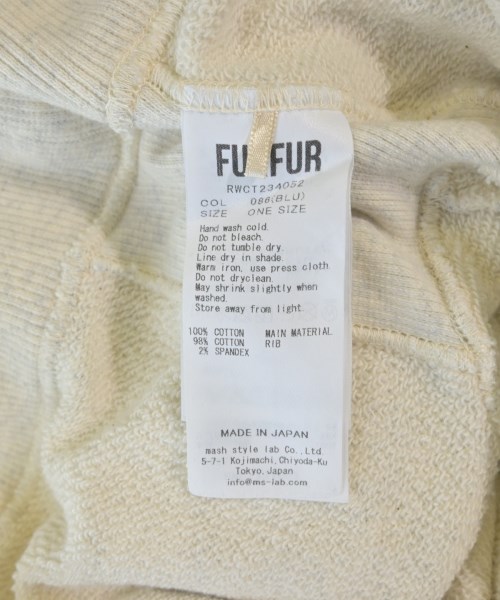 FURFUR
RWCT234052
COL 086(BLU)
SIZE ONE SIZE
Hand wash cold.
Do not bleach.
Do not tumble dry.
Line dry in shade.
Warm iron, use press cloth
Do not dryclean.
May shrink slightly when
washed.
Store away from light.
100% COTTON MAIN MATERIAL
98% COTTON RIB
2% SPANDEX
MADE IN JAPAN
mash style lab Co., Ltd.
5-7-1 Kojimachi, Chiyoda-Ku
Tokyo, Japan
info@ms-lab.com